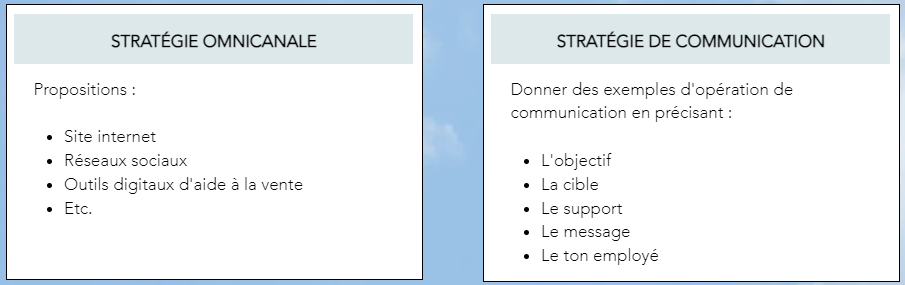 STRATÉGIE OMNICANALE
Propositions :
• Site internet
• Réseaux sociaux
• Outils digitaux d'aide à la vente
• Etc.
STRATÉGIE DE COMMUNICATION
Donner des exemples d'opération de
communication en précisant :
• L'objectif
• La cible
• Le support
• Le message
• Le ton employé